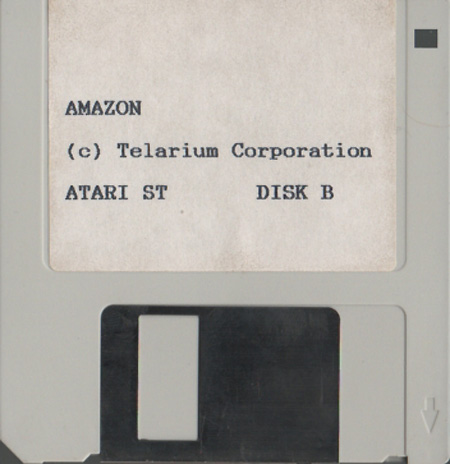 AMAZON
(c) Telarium Corporation
ATARI ST DISK B